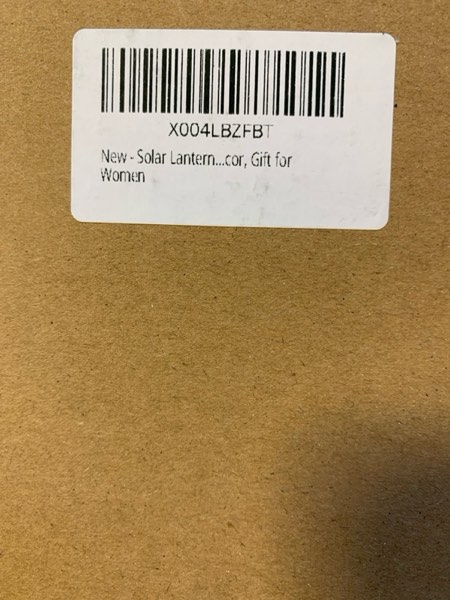 X004LBZFBT
New - Solar Lantern...cor, Gift for
Women